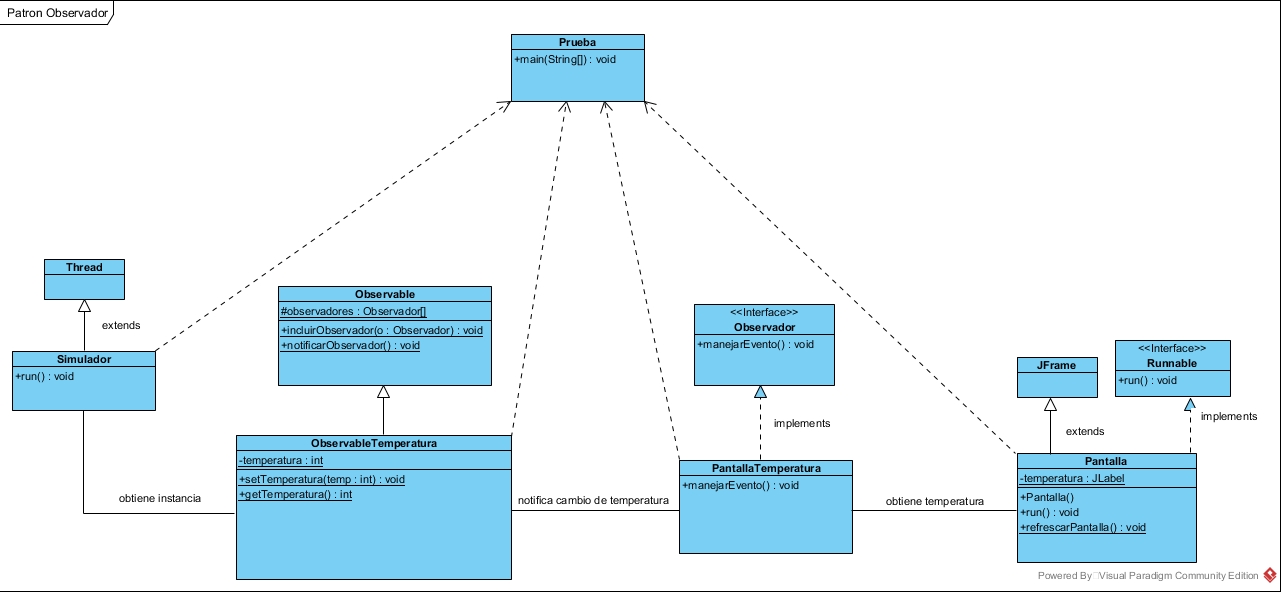 Patron Observador
Prueba
+main(String[]) : void
Thread
extends
Simulador
+run() : void
obtiene instancia
Observable
#observadores : Observador[]
+incluirObservador(o : Observador) : void
+notificarObservador() : void
ObservableTemperatura
-temperatura : int
+setTemperatura(temp : int) : void
+getTemperatura() : int
notifica cambio de temperatura
<<Interface>>
Observador
+manejarEvento() : void
implements
PantallaTemperatura
+manejarEvento() : void
obtiene temperatura
JFrame
extends
<<Interface>>
Runnable
+run() : void
implements
Pantalla
-temperatura : JLabel
+Pantalla()
+run() : void
+refrescarPantalla() : void
Powered By Visual Paradigm Community Edition